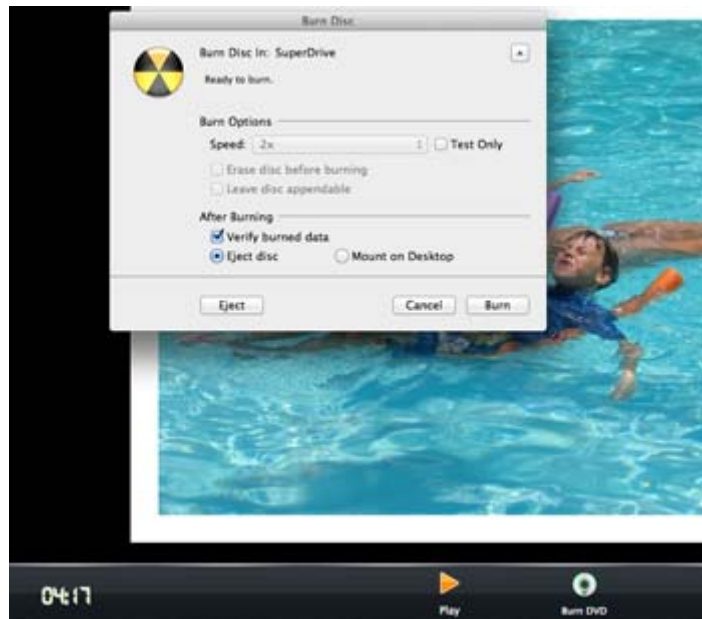 Burn Disc
Burn Disc In: SuperDrive
Ready to burn.
Burn Options
Speed: 2x Test Only
Erase disc before burning
Leave disc appendable
After Burning
Verify burned data
Eject disc Mount on Desktop
Eject Cancel Burn
04:17
Play Burn DVD